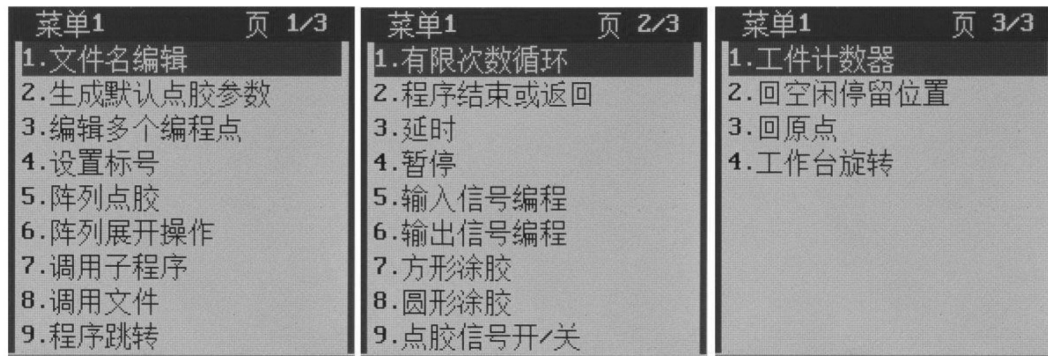 菜单1 页 1/3
1.文件名编辑
2.生成默认点胶参数
3.编辑多个编程点
4.设置标号
5.阵列点胶
6.阵列展开操作
7.调用子程序
8.调用文件
9.程序跳转
菜单1 页 2/3
1.有限次数循环
2.程序结束或返回
3.延时
4.暂停
5.输入信号编程
6.输出信号编程
7.方形涂胶
8.圆形涂胶
9.点胶信号开/关
菜单1 页 3/3
1.工件计数器
2.回空闲停留位置
3.回原点
4.工作台旋转